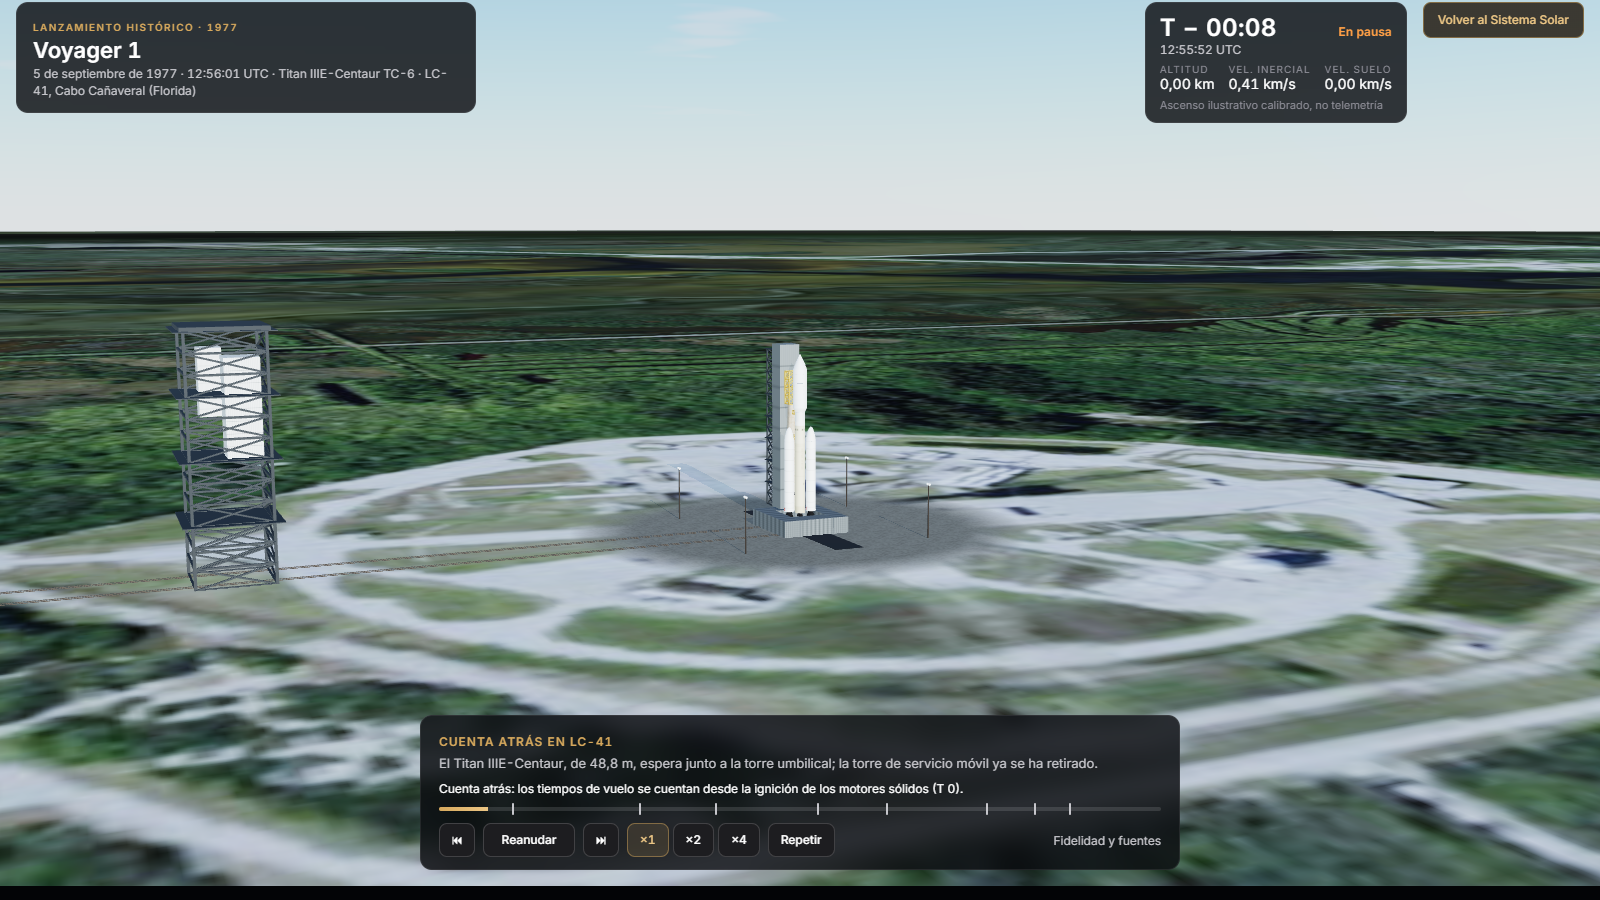 LANZAMIENTO HISTÓRICO · 1977
Voyager 1
5 de septiembre de 1977 · 12:56:01 UTC · Titan IIIE-Centaur TC-6 · LC-
41, Cabo Cañaveral (Florida)
T – 00:08
En pausa
12:55:52 UTC
ALTITUD VEL. INERCIAL VEL. SUELO
0,00 km 0,41 km/s 0,00 km/s
Ascenso ilustrativo calibrado, no telemetría
Volver al Sistema Solar
CUENTA ATRÁS EN LC-41
El Titan IIIE-Centaur, de 48,8 m, espera junto a la torre umbilical; la torre de servicio móvil ya se ha retirado.
Cuenta atrás: los tiempos de vuelo se cuentan desde la ignición de los motores sólidos (T 0).
Reanudar ×1 ×2 ×4 Repetir Fidelidad y fuentes